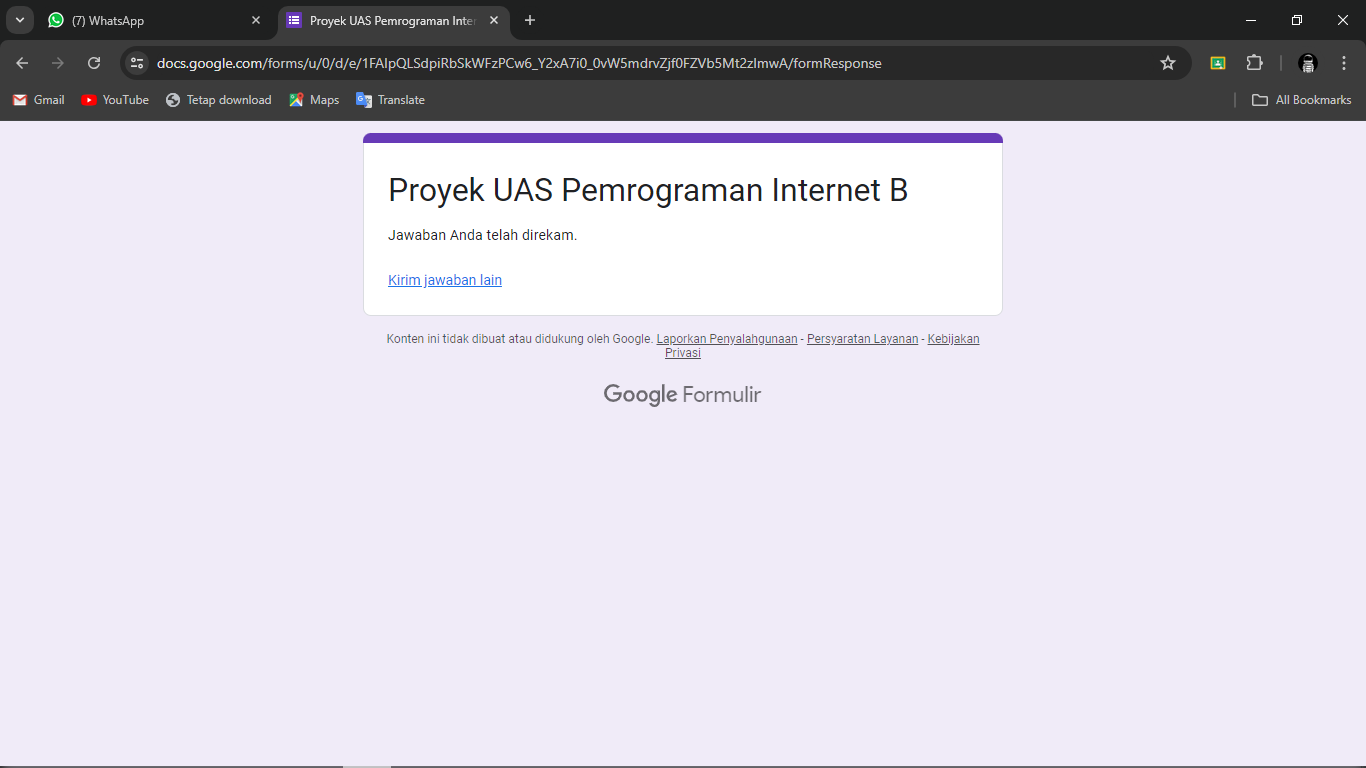 (7) WhatsApp
Proyek UAS Pemrograman Inter
docs.google.com/forms/u/0/d/e/1FAIpQLSdpiRbSkWFzPCw6_Y2xA7i0_0vW5mdrvZjf0FZVb5Mt2zImwA/formResponse
Gmail
YouTube
Tetap download
Maps
Translate
All Bookmarks
Proyek UAS Pemrograman Internet B
Jawaban Anda telah direkam.
Kirim jawaban lain
Konten ini tidak dibuat atau didukung oleh Google. Laporkan Penyalahgunaan - Persyaratan Layanan - Kebijakan
Privasi
Google Formulir